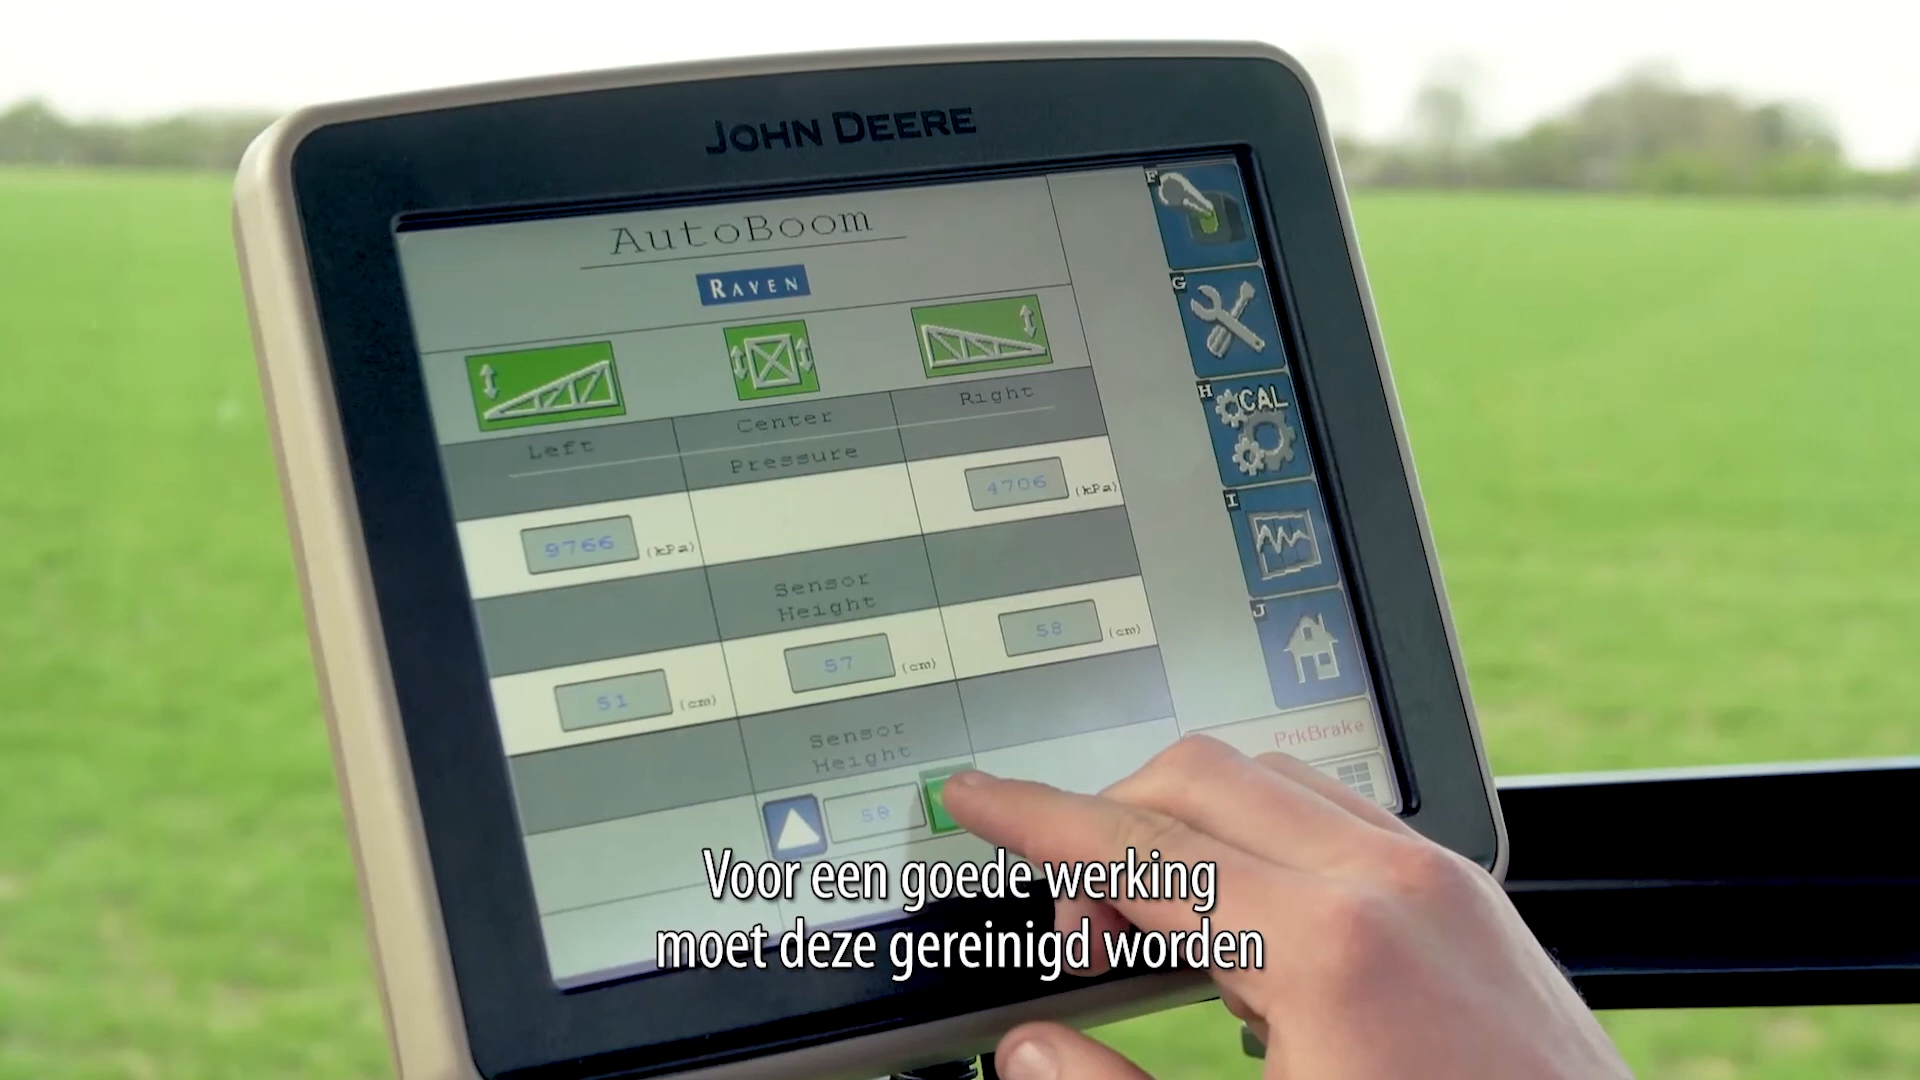 JOHN DEERE
AutoBoom
RAVEN
Left
Center
Right
Pressure
9766 (kPa)
4706 (kPa)
Sensor
Height
51 (cm)
57 (cm)
58 (cm)
Sensor
Height
58
F
G
H
CAL
I
J
PrkBrake
Voor een goede werking
moet deze gereinigd worden